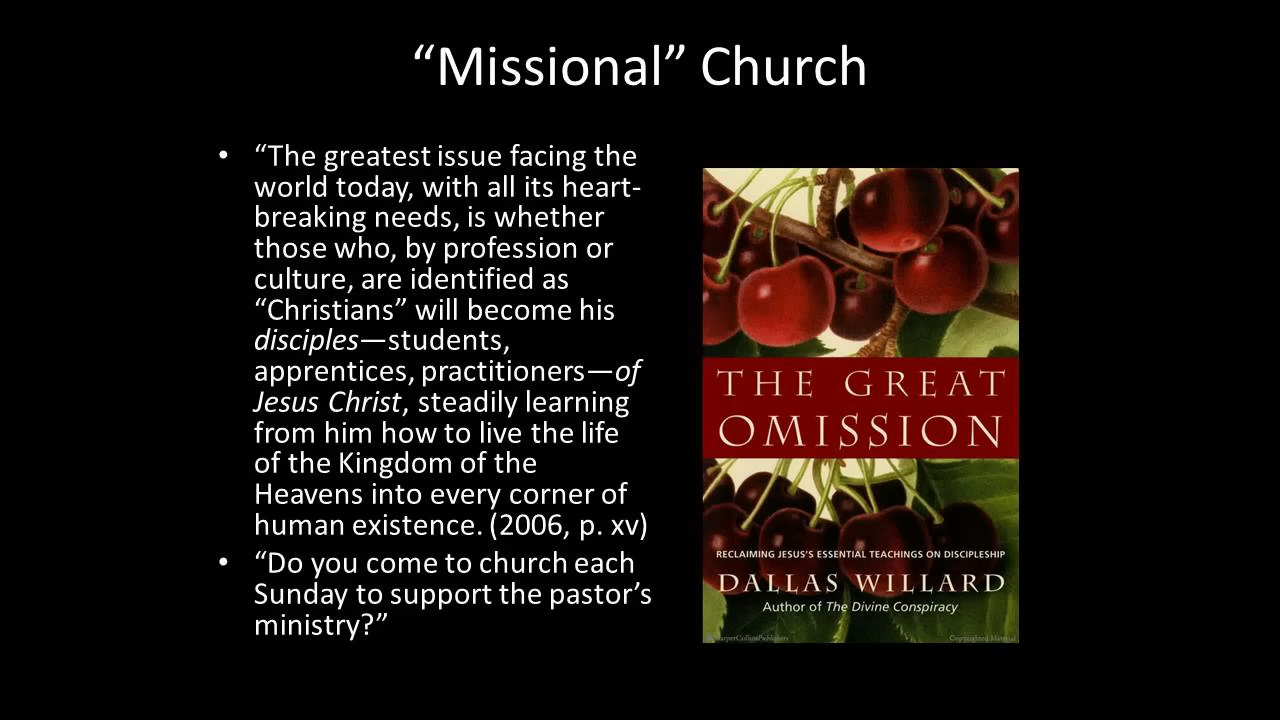 “Missional” Church
• “The greatest issue facing the
world today, with all its heart-
breaking needs, is whether
those who, by profession or
culture, are identified as
“Christians” will become his
disciples—students,
apprentices, practitioners—of
Jesus Christ, steadily learning
from him how to live the life
of the Kingdom of the
Heavens into every corner of
human existence. (2006, p. xv)
• “Do you come to church each
Sunday to support the pastor’s
ministry?”
THE GREAT
OMISSION
RECLAIMING JESUS'S ESSENTIAL TEACHINGS ON DISCIPLESHIP
DALLAS WILLARD
Author of The Divine Conspiracy
HarperCollinsPublishers
Copyrighted Material